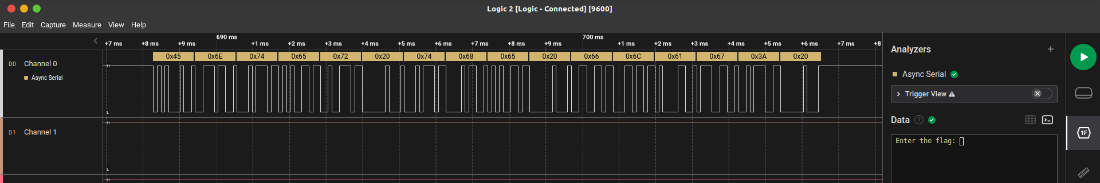 Logic 2 [Logic - Connected] [9600]
File Edit Capture Measure View Help
690 ms 700 ms
+7 ms +8 ms +9 ms +1 ms +2 ms +3 ms +4 ms +5 ms +6 ms +7 ms +8 ms +9 ms +1 ms +2 ms +3 ms +4 ms +5 ms +6 ms +7 ms +8
D0 Channel 0
Async Serial
0x45 0x6E 0x74 0x65 0x72 0x20 0x74 0x68 0x65 0x20 0x66 0x6C 0x61 0x67 0x3A 0x20
H
L
D1 Channel 1
H
L
H
Analyzers +
Async Serial
Trigger View
Data
Enter the flag:
1F